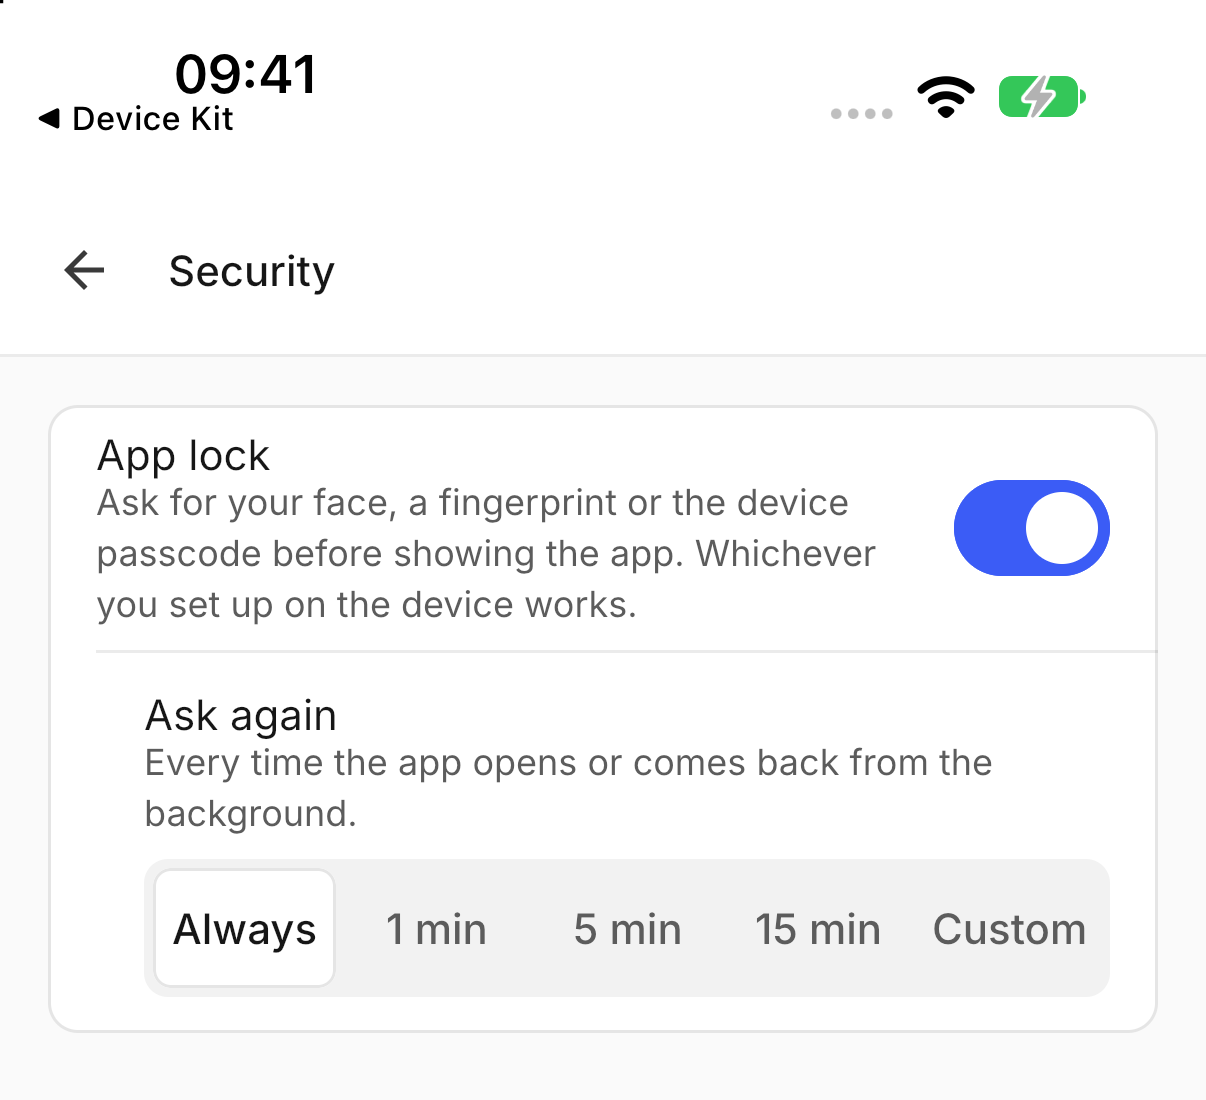 09:41
Device Kit
Security
App lock
Ask for your face, a fingerprint or the device
passcode before showing the app. Whichever
you set up on the device works.
Ask again
Every time the app opens or comes back from the
background.
Always 1 min 5 min 15 min Custom